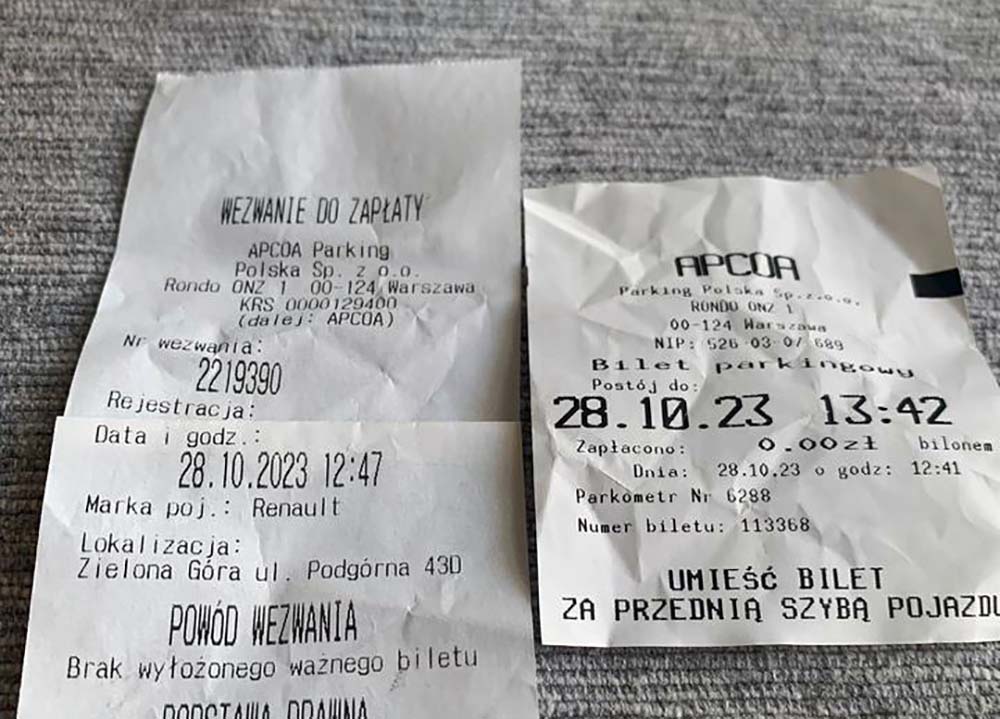 WEZWANIE DO ZAPŁATY
APCOA Parking
Polska Sp. z o.o.
Rondo ONZ 1 00-124 Warszawa
KRS 0000129400
(dalej: APCOA)
Nr wezwania:
2219390
Rejestracja:
Data i godz.:
28.10.2023 12:47
Marka poj.: Renault
Lokalizacja:
Zielona Góra ul. Podgórna 43D
POWÓD WEZWANIA
Brak wyłożonego ważnego biletu
PODSTAWA PRAWNA
APCOA
Parking Polska Sp.z.o.o.
RONDO ONZ 1
00-124 Warszawa
NIP: 526-03-07 689
Bilet parkingowy
Postój do:
28.10.23 13:42
Zapłacono: 0.00zł bilonem
Dnia: 28.10.23 o godz: 12:41
Parkometr Nr 6288
Numer biletu: 113368
UMIEŚĆ BILET
ZA PRZEDNIĄ SZYBĄ POJAZDU